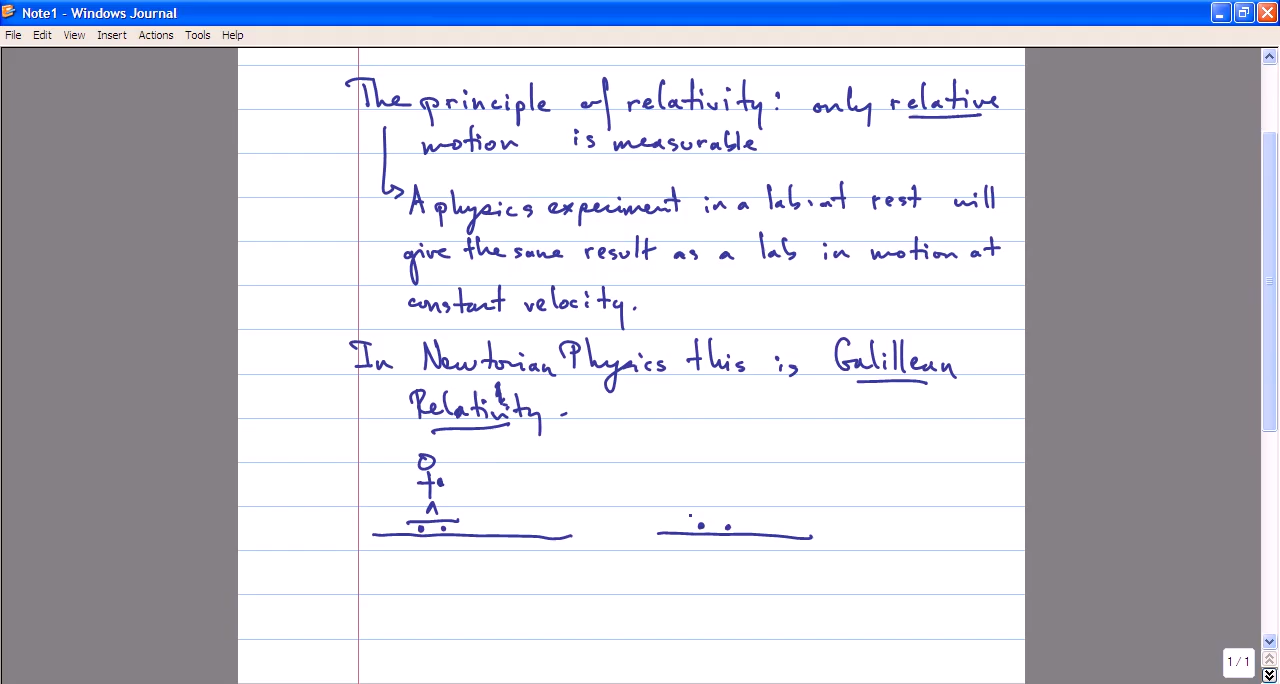 Note1 - Windows Journal
File Edit View Insert Actions Tools Help
The principle of relativity: only relative
motion is measurable
A physics experiment in a lab at rest will
give the same result as a lab in motion at
constant velocity.
In Newtonian Physics this is Galillean
Relativity.
1 / 1